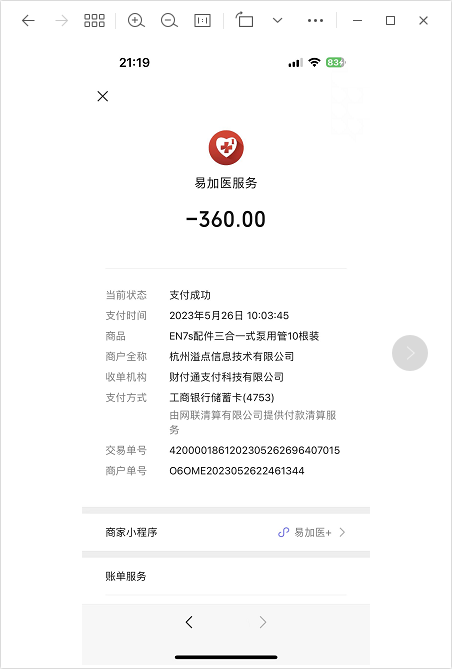 1:1
21:19
83
易加医服务
-360.00
当前状态 支付成功
支付时间 2023年5月26日 10:03:45
商品 EN7s配件三合一式泵用管10根装
商户全称 杭州溢点信息技术有限公司
收单机构 财付通支付科技有限公司
支付方式 工商银行储蓄卡(4753)
由网联清算有限公司提供付款清算服
务
交易单号 4200001861202305262696407015
商户单号 O6OME2023052622461344
商家小程序 易加医+
账单服务